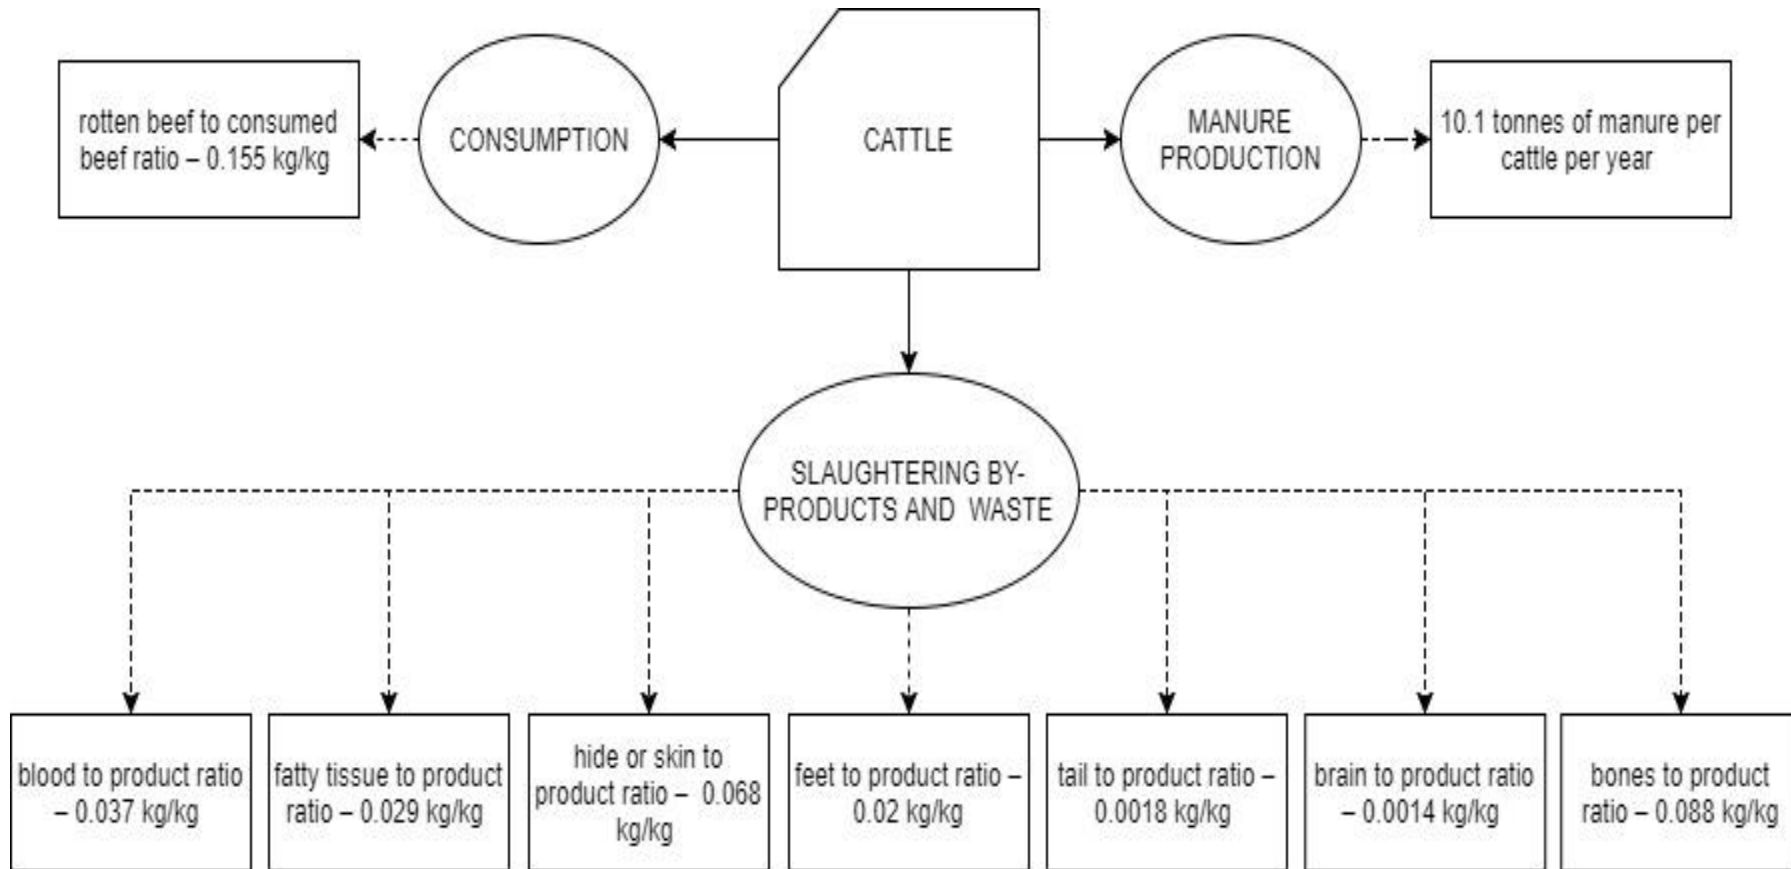 rotten beef to consumed
beef ratio – 0.155 kg/kg
CONSUMPTION
CATTLE
MANURE
PRODUCTION
10.1 tonnes of manure per
cattle per year
SLAUGHTERING BY-
PRODUCTS AND WASTE
blood to product ratio
– 0.037 kg/kg
fatty tissue to product
ratio – 0.029 kg/kg
hide or skin to
product ratio – 0.068
kg/kg
feet to product ratio –
0.02 kg/kg
tail to product ratio –
0.0018 kg/kg
brain to product ratio
– 0.0014 kg/kg
bones to product
ratio – 0.088 kg/kg